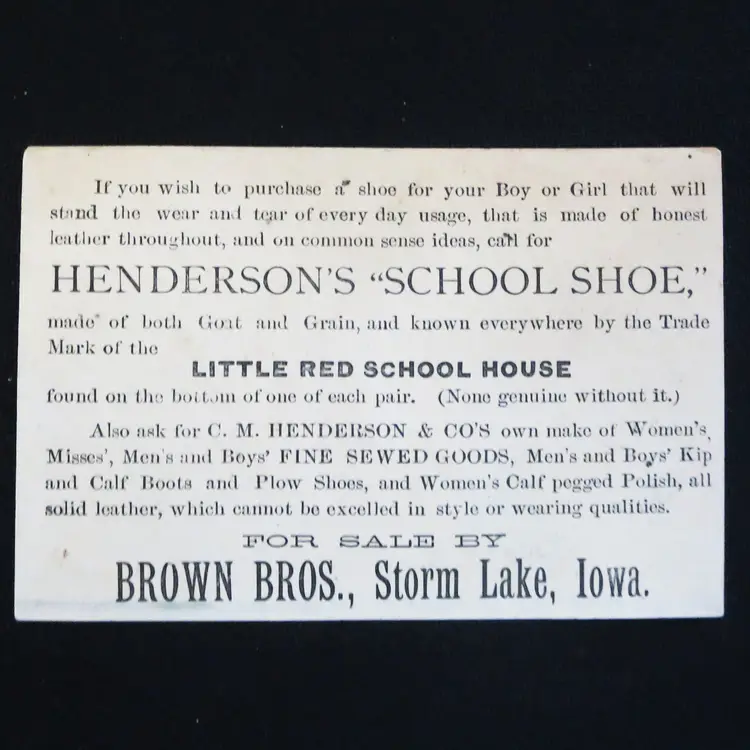 If you wish to purchase a shoe for your Boy or Girl that will
stand the wear and tear of every day usage, that is made of honest
leather throughout, and on common sense ideas, call for
HENDERSON'S “SCHOOL SHOE,”
made of both Goat and Grain, and known everywhere by the Trade
Mark of the
LITTLE RED SCHOOL HOUSE
found on the bottom of one of each pair. (None genuine without it.)
Also ask for C. M. HENDERSON & CO'S own make of Women's,
Misses', Men's and Boys' FINE SEWED GOODS, Men's and Boys' Kip
and Calf Boots and Plow Shoes, and Women's Calf pegged Polish, all
solid leather, which cannot be excelled in style or wearing qualities.
FOR SALE BY
BROWN BROS., Storm Lake, Iowa.